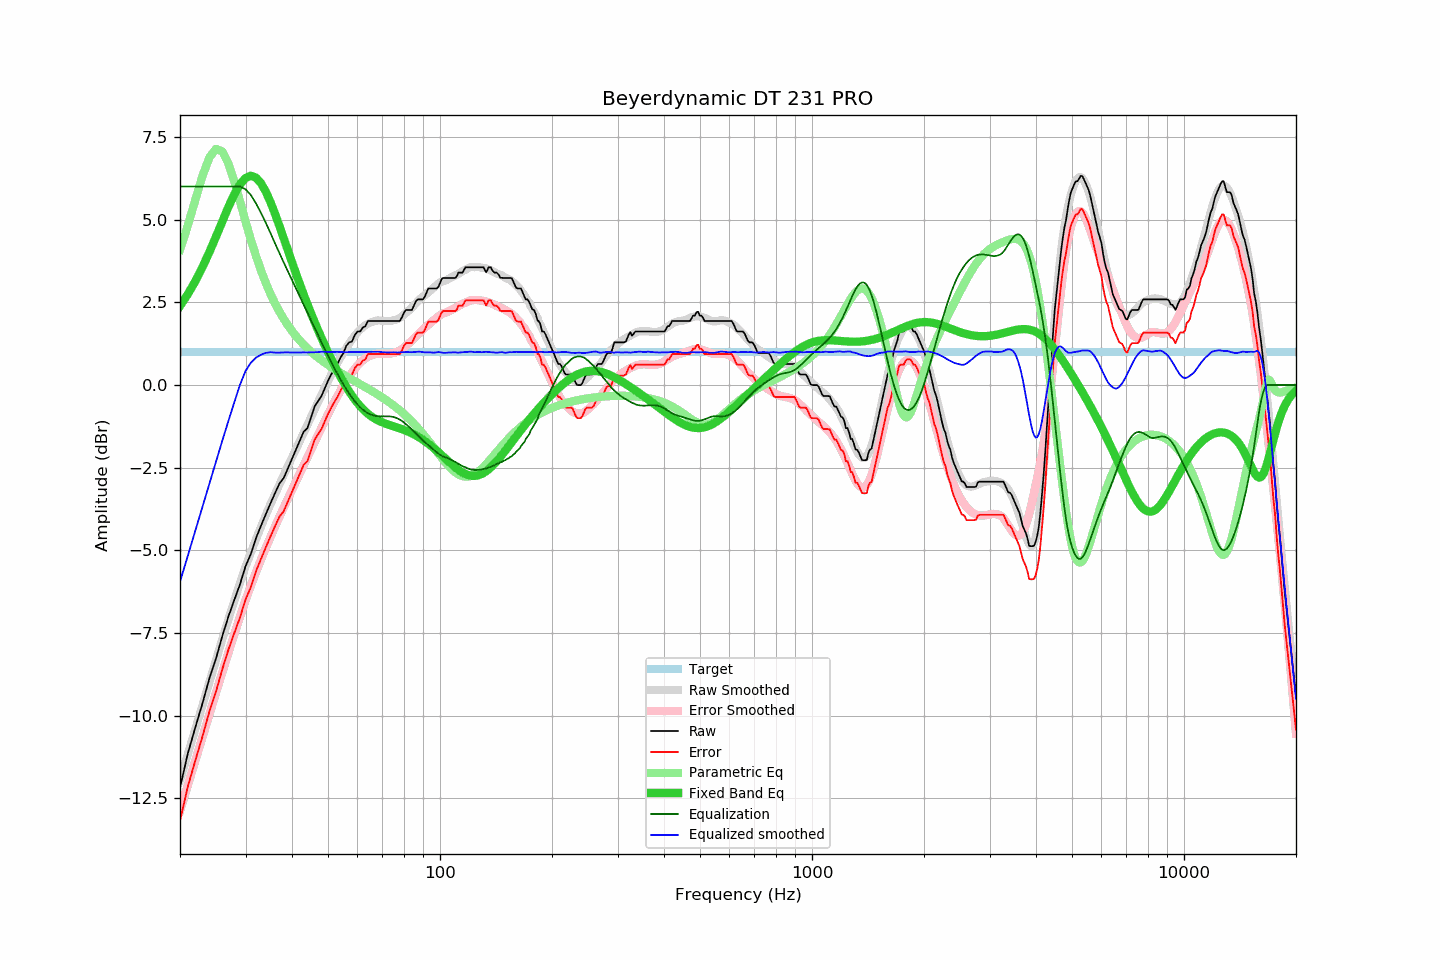 Beyerdynamic DT 231 PRO
7.5
5.0
2.5
0.0
−2.5
−5.0
−7.5
−10.0
−12.5
Amplitude (dBr)
100
1000
10000
Frequency (Hz)
Target
Raw Smoothed
Error Smoothed
Raw
Error
Parametric Eq
Fixed Band Eq
Equalization
Equalized smoothed